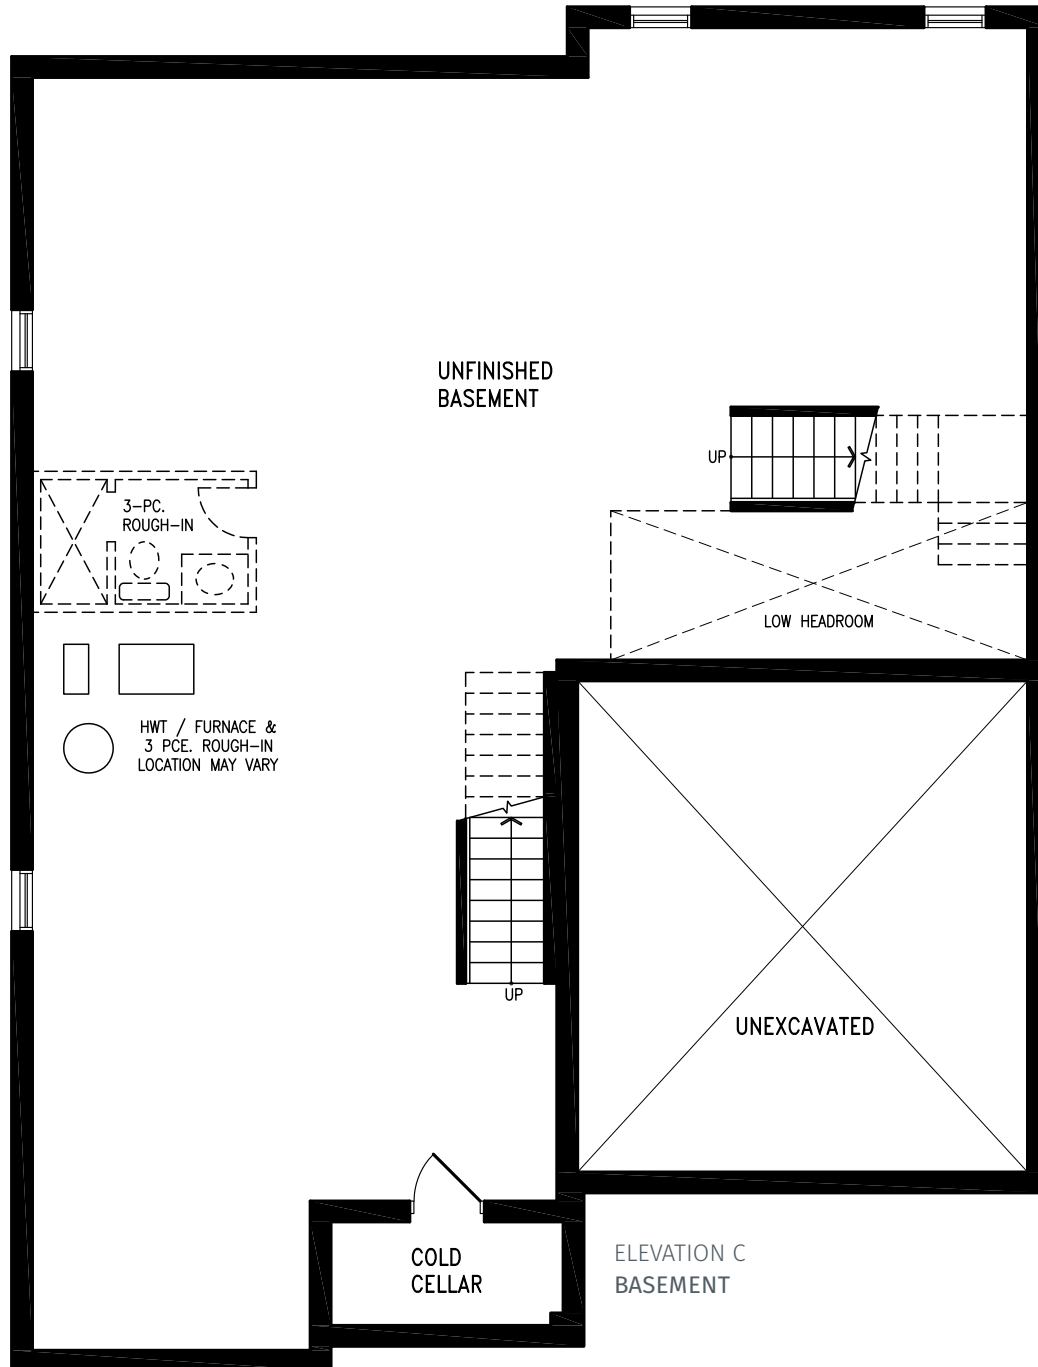 UNFINISHED
BASEMENT
UP
3-PC.
ROUGH-IN
LOW HEADROOM
HWT / FURNACE &
3 PCE. ROUGH-IN
LOCATION MAY VARY
UP
UNEXCAVATED
COLD
CELLAR
ELEVATION C
BASEMENT